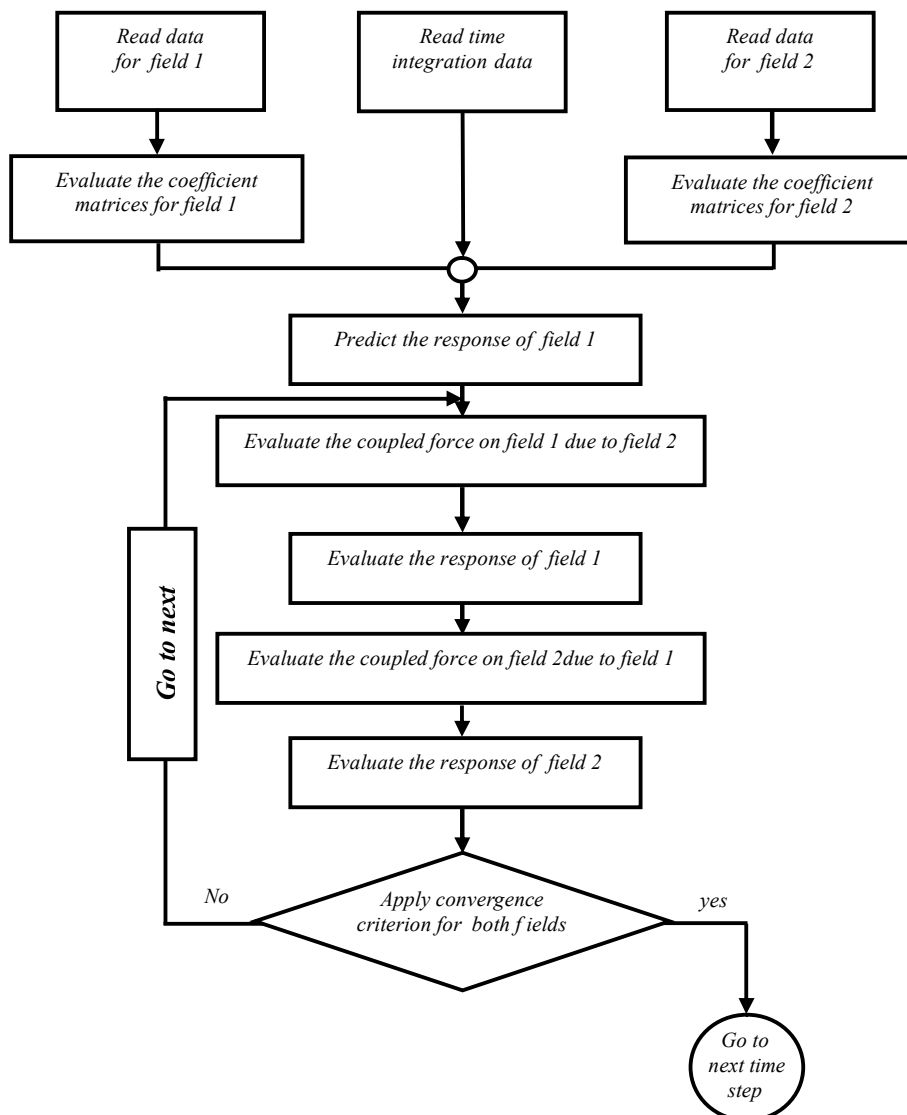 Read data
for field 1
Read time
integration data
Read data
for field 2
Evaluate the coefficient
matrices for field 1
Evaluate the coefficient
matrices for field 2
Predict the response of field 1
Evaluate the coupled force on field 1 due to field 2
Evaluate the response of field 1
Go to next
Evaluate the coupled force on field 2due to field 1
Evaluate the response of field 2
No
Apply convergence
criterion for both fields
yes
Go to
next time
step